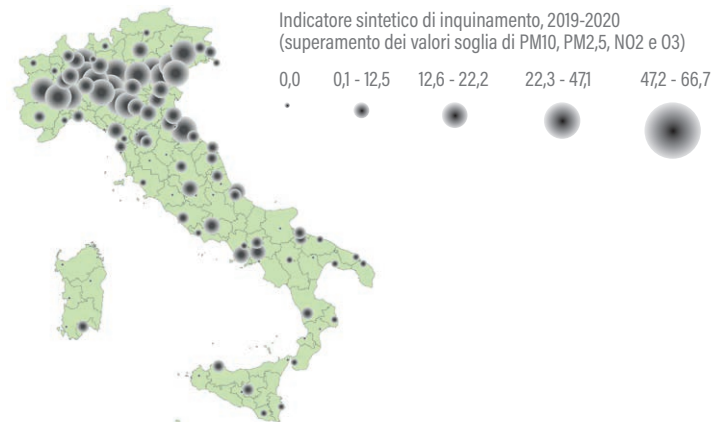 Indicatore sintetico di inquinamento, 2019-2020
(superamento dei valori soglia di PM10, PM2,5, NO2 e O3)
0,0 0,1 - 12,5 12,6 - 22,2 22,3 - 47,1 47,2 - 66,7